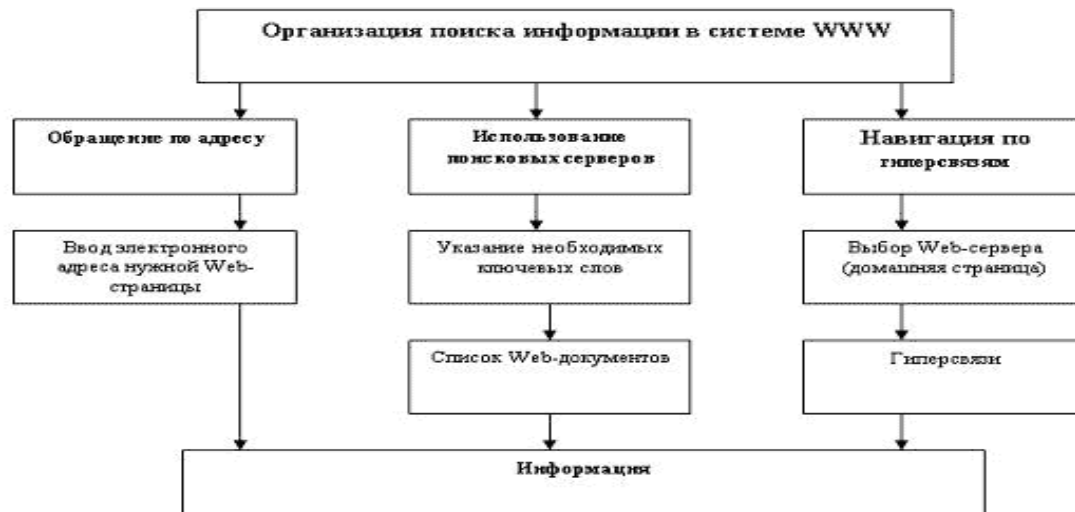 Организация поиска информации в системе WWW
Обращение по адресу
Использование
поисковых серверов
Навигация по
гиперсвязям
Ввод электронного
адреса нужной Web-
страницы
Указание необходимых
ключевых слов
Выбор Web-сервера
(домашняя страница)
Список Web-документов
Гиперсвязи
Информация